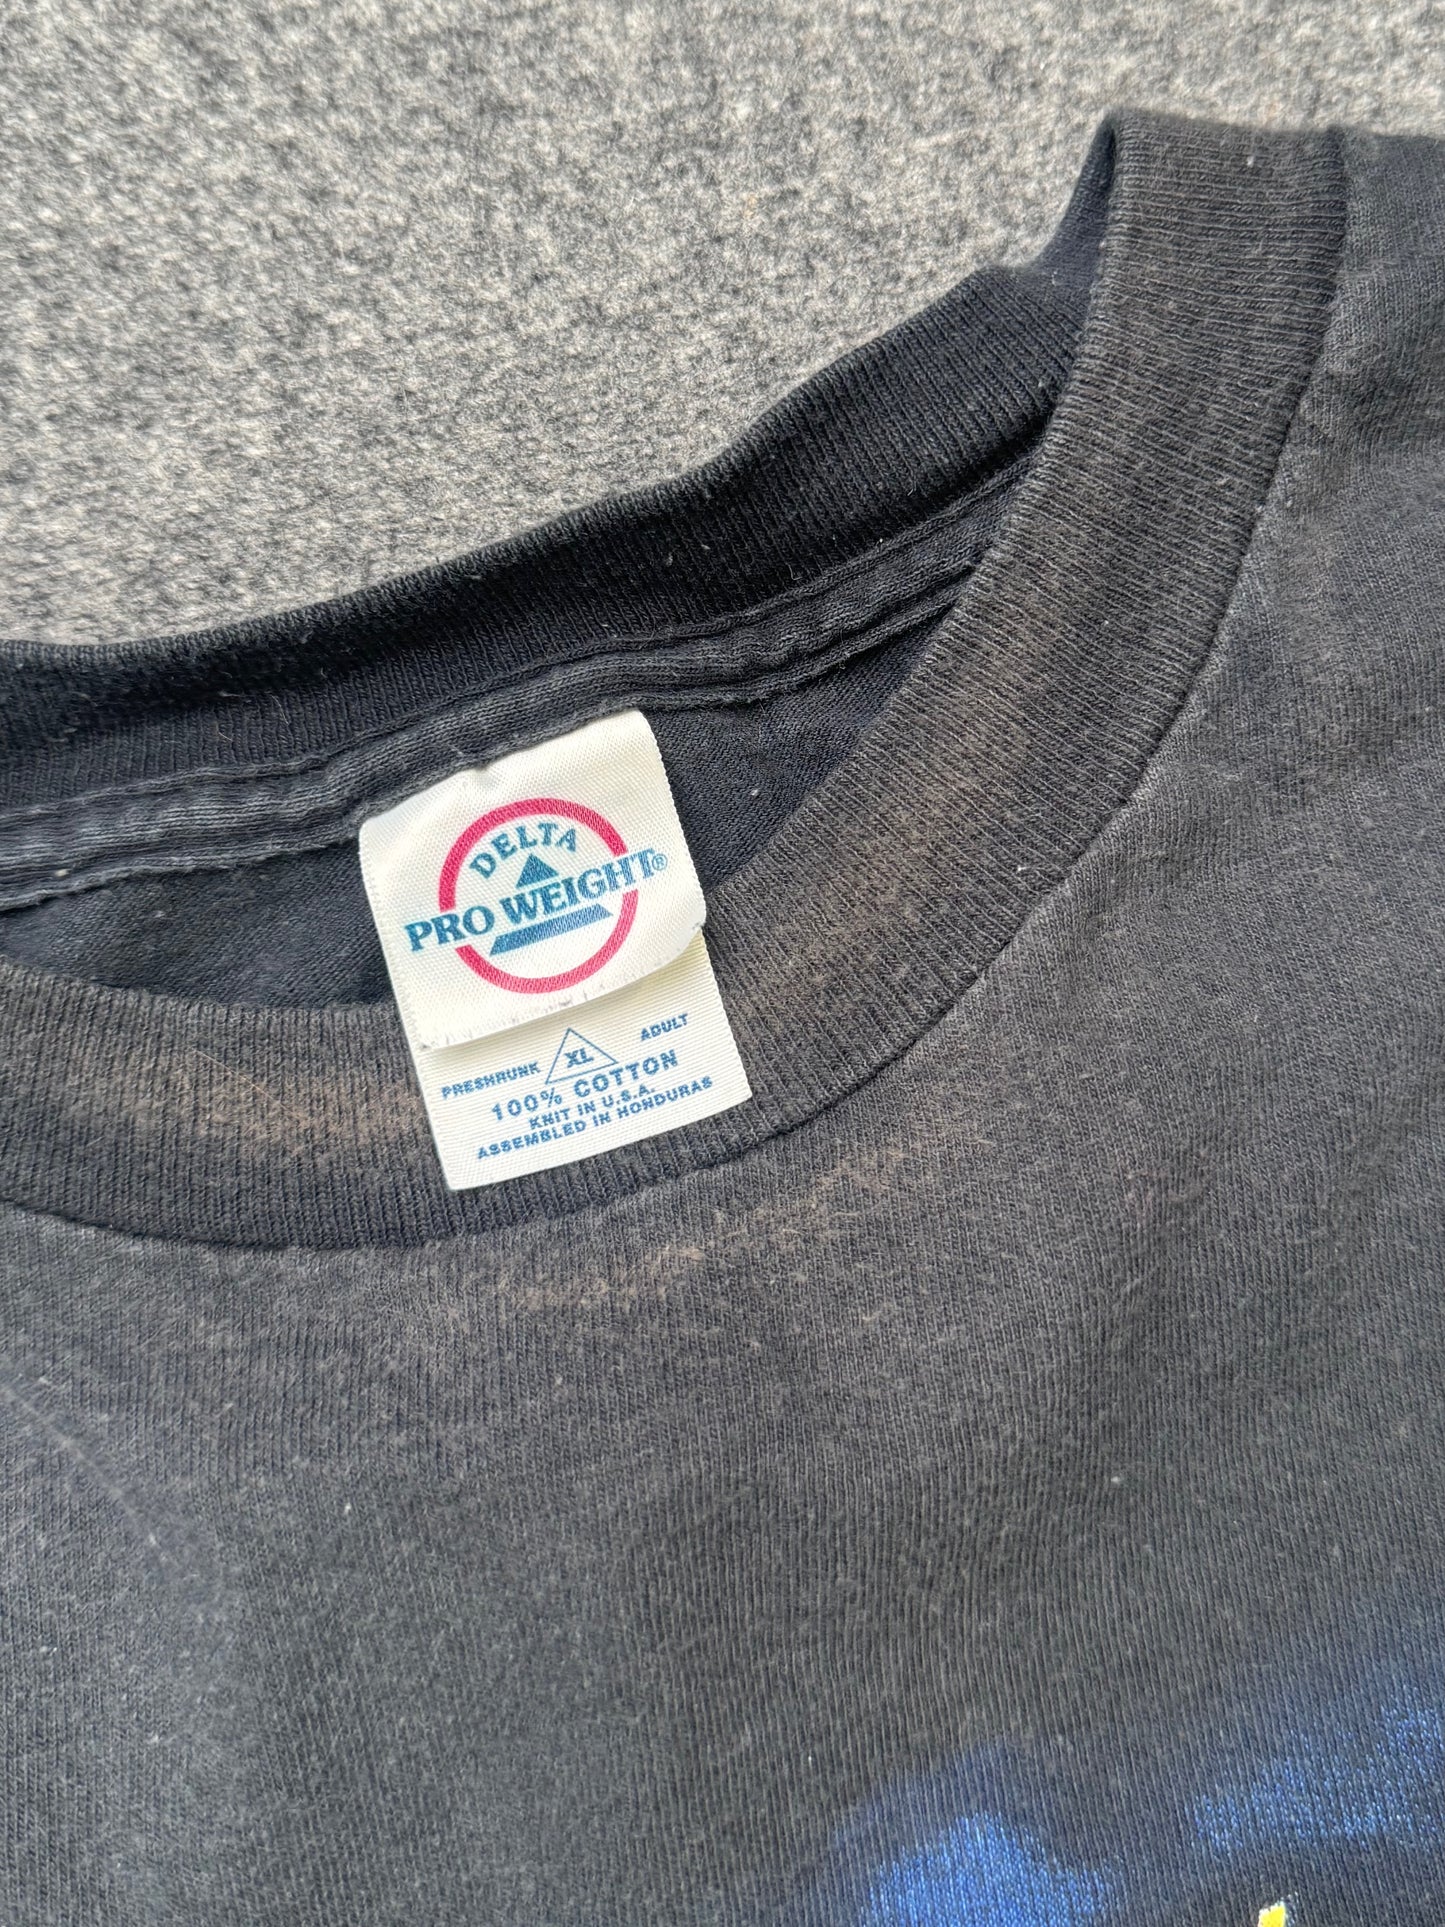 DELTA
PRO WEIGHT®
PRESHRUNK XL ADULT
100% COTTON
KNIT IN U.S.A.
ASSEMBLED IN HONDURAS